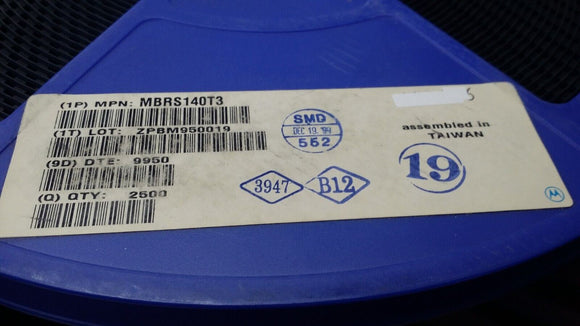 (1P) MPN: MBRS140T3
(1T) LOT: ZPBM950019
(9D) DTE: 9950
(Q) QTY: 2500
SMD
DEC 19. '99
562
3947
B12
S
assembled in
TAIWAN
19